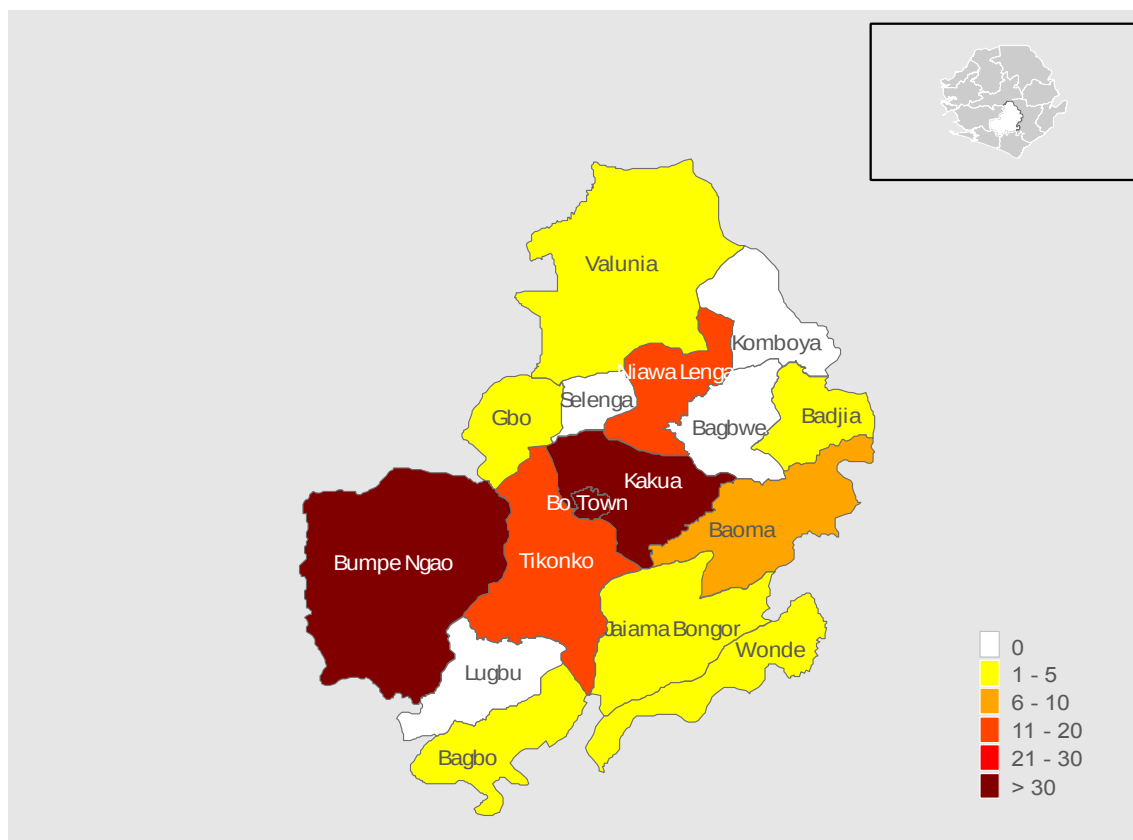 Valunia
Komboya
Niawa Lenga
Selenga
Gbo
Badjia
Bagbwe
Kakua
Bo Town
Baoma
Bumpe Ngao
Tikonko
Jaiama Bongor
Wonde
Lugbu
Bagbo
0
1 - 5
6 - 10
11 - 20
21 - 30
> 30